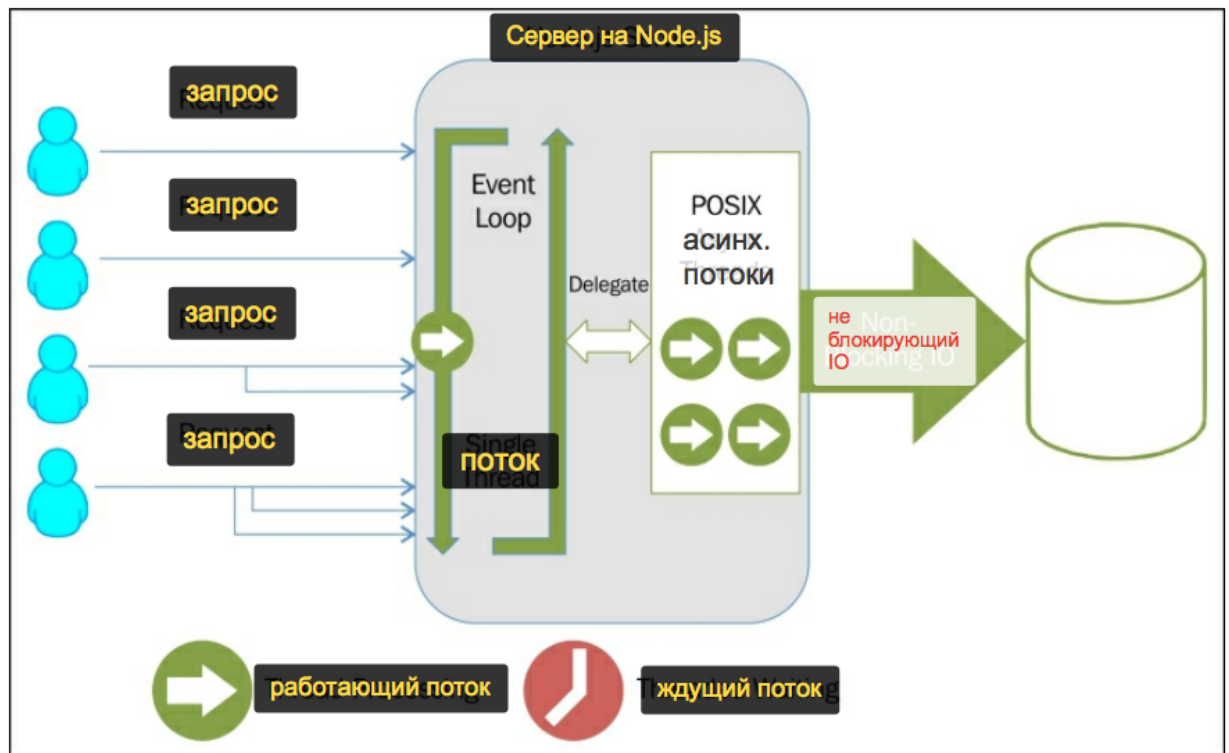 Сервер на Node.js
запрос
запрос
запрос
запрос
Event
Loop
поток
Delegate
POSIX
асинх.
потоки
не
блокирующий
IO
работающий поток
ждущий поток